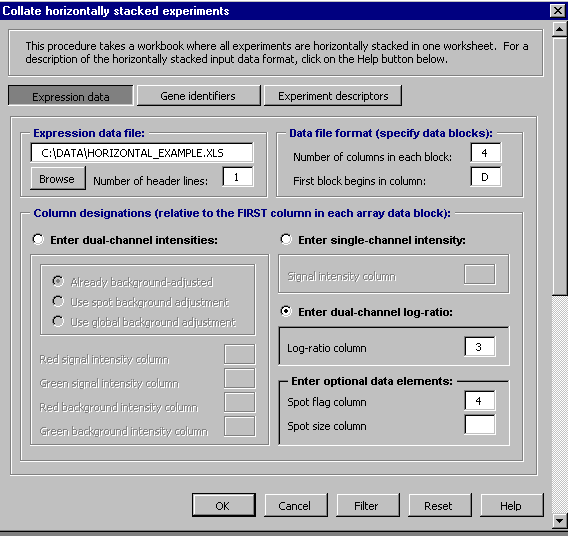 Collate horizontally stacked experiments
This procedure takes a workbook where all experiments are horizontally stacked in one worksheet. For a
description of the horizontally stacked input data format, click on the Help button below.
Expression data
Gene identifiers
Experiment descriptors
Expression data file:
C:\DATA\HORIZONTAL_EXAMPLE.XLS
Browse
Number of header lines: 1
Data file format (specify data blocks):
Number of columns in each block: 4
First block begins in column: D
Column designations (relative to the FIRST column in each array data block):
Enter dual-channel intensities:
Already background-adjusted
Use spot background adjustment
Use global background adjustment
Red signal intensity column
Green signal intensity column
Red background intensity column
Green background intensity column
Enter single-channel intensity:
Signal intensity column
Enter dual-channel log-ratio:
Log-ratio column 3
Enter optional data elements:
Spot flag column 4
Spot size column
OK
Cancel
Filter
Reset
Help